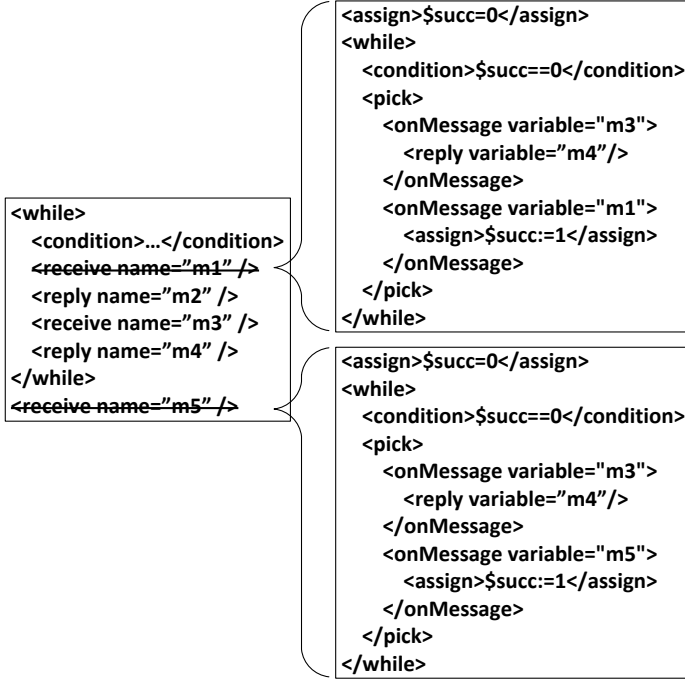 <while>
<condition>...</condition>
<receive name="m1" />
<reply name="m2" />
<receive name="m3" />
<reply name="m4" />
</while>
<receive name="m5" />
<assign>$succ=0</assign>
<while>
<condition>$succ==0</condition>
<pick>
<onMessage variable="m3">
<reply variable="m4"/>
</onMessage>
<onMessage variable="m1">
<assign>$succ:=1</assign>
</onMessage>
</pick>
</while>
<assign>$succ=0</assign>
<while>
<condition>$succ==0</condition>
<pick>
<onMessage variable="m3">
<reply variable="m4"/>
</onMessage>
<onMessage variable="m5">
<assign>$succ:=1</assign>
</onMessage>
</pick>
</while>